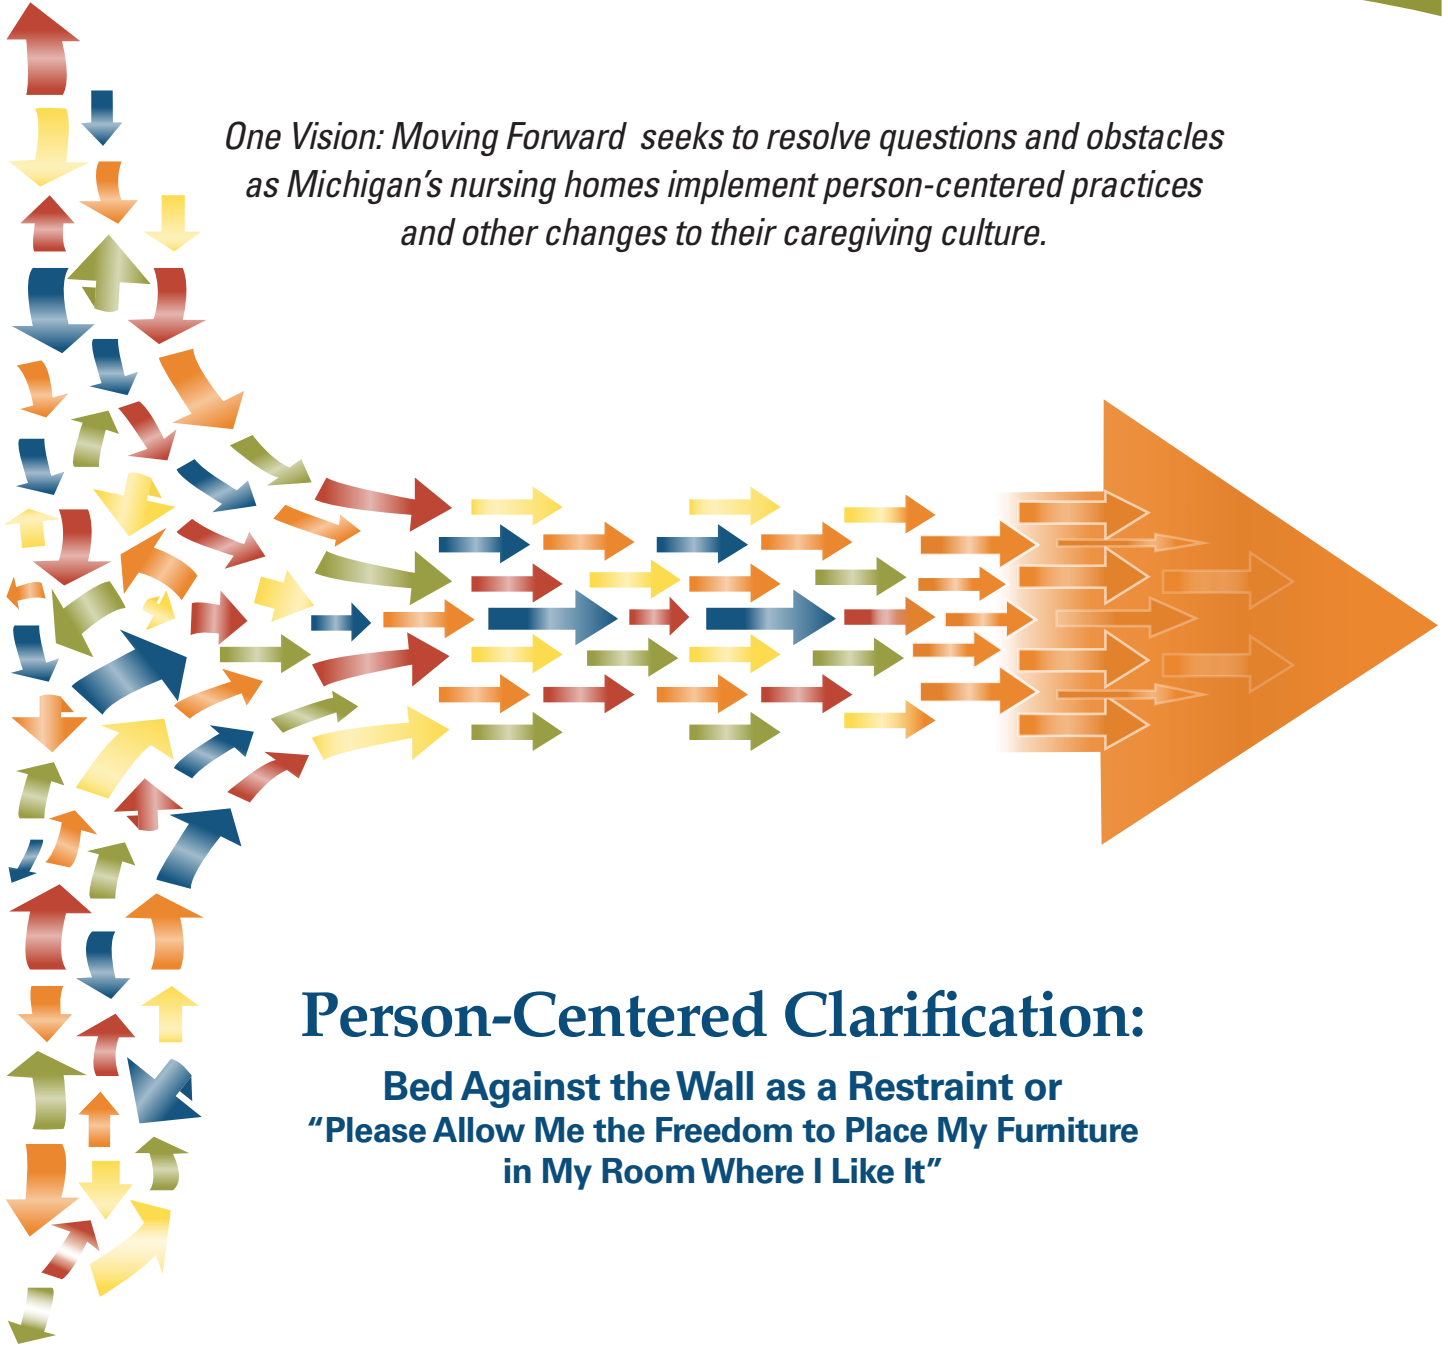 One Vision: Moving Forward seeks to resolve questions and obstacles
as Michigan’s nursing homes implement person-centered practices
and other changes to their caregiving culture.
Person-Centered Clarification:
Bed Against the Wall as a Restraint or
“Please Allow Me the Freedom to Place My Furniture
in My Room Where I Like It”